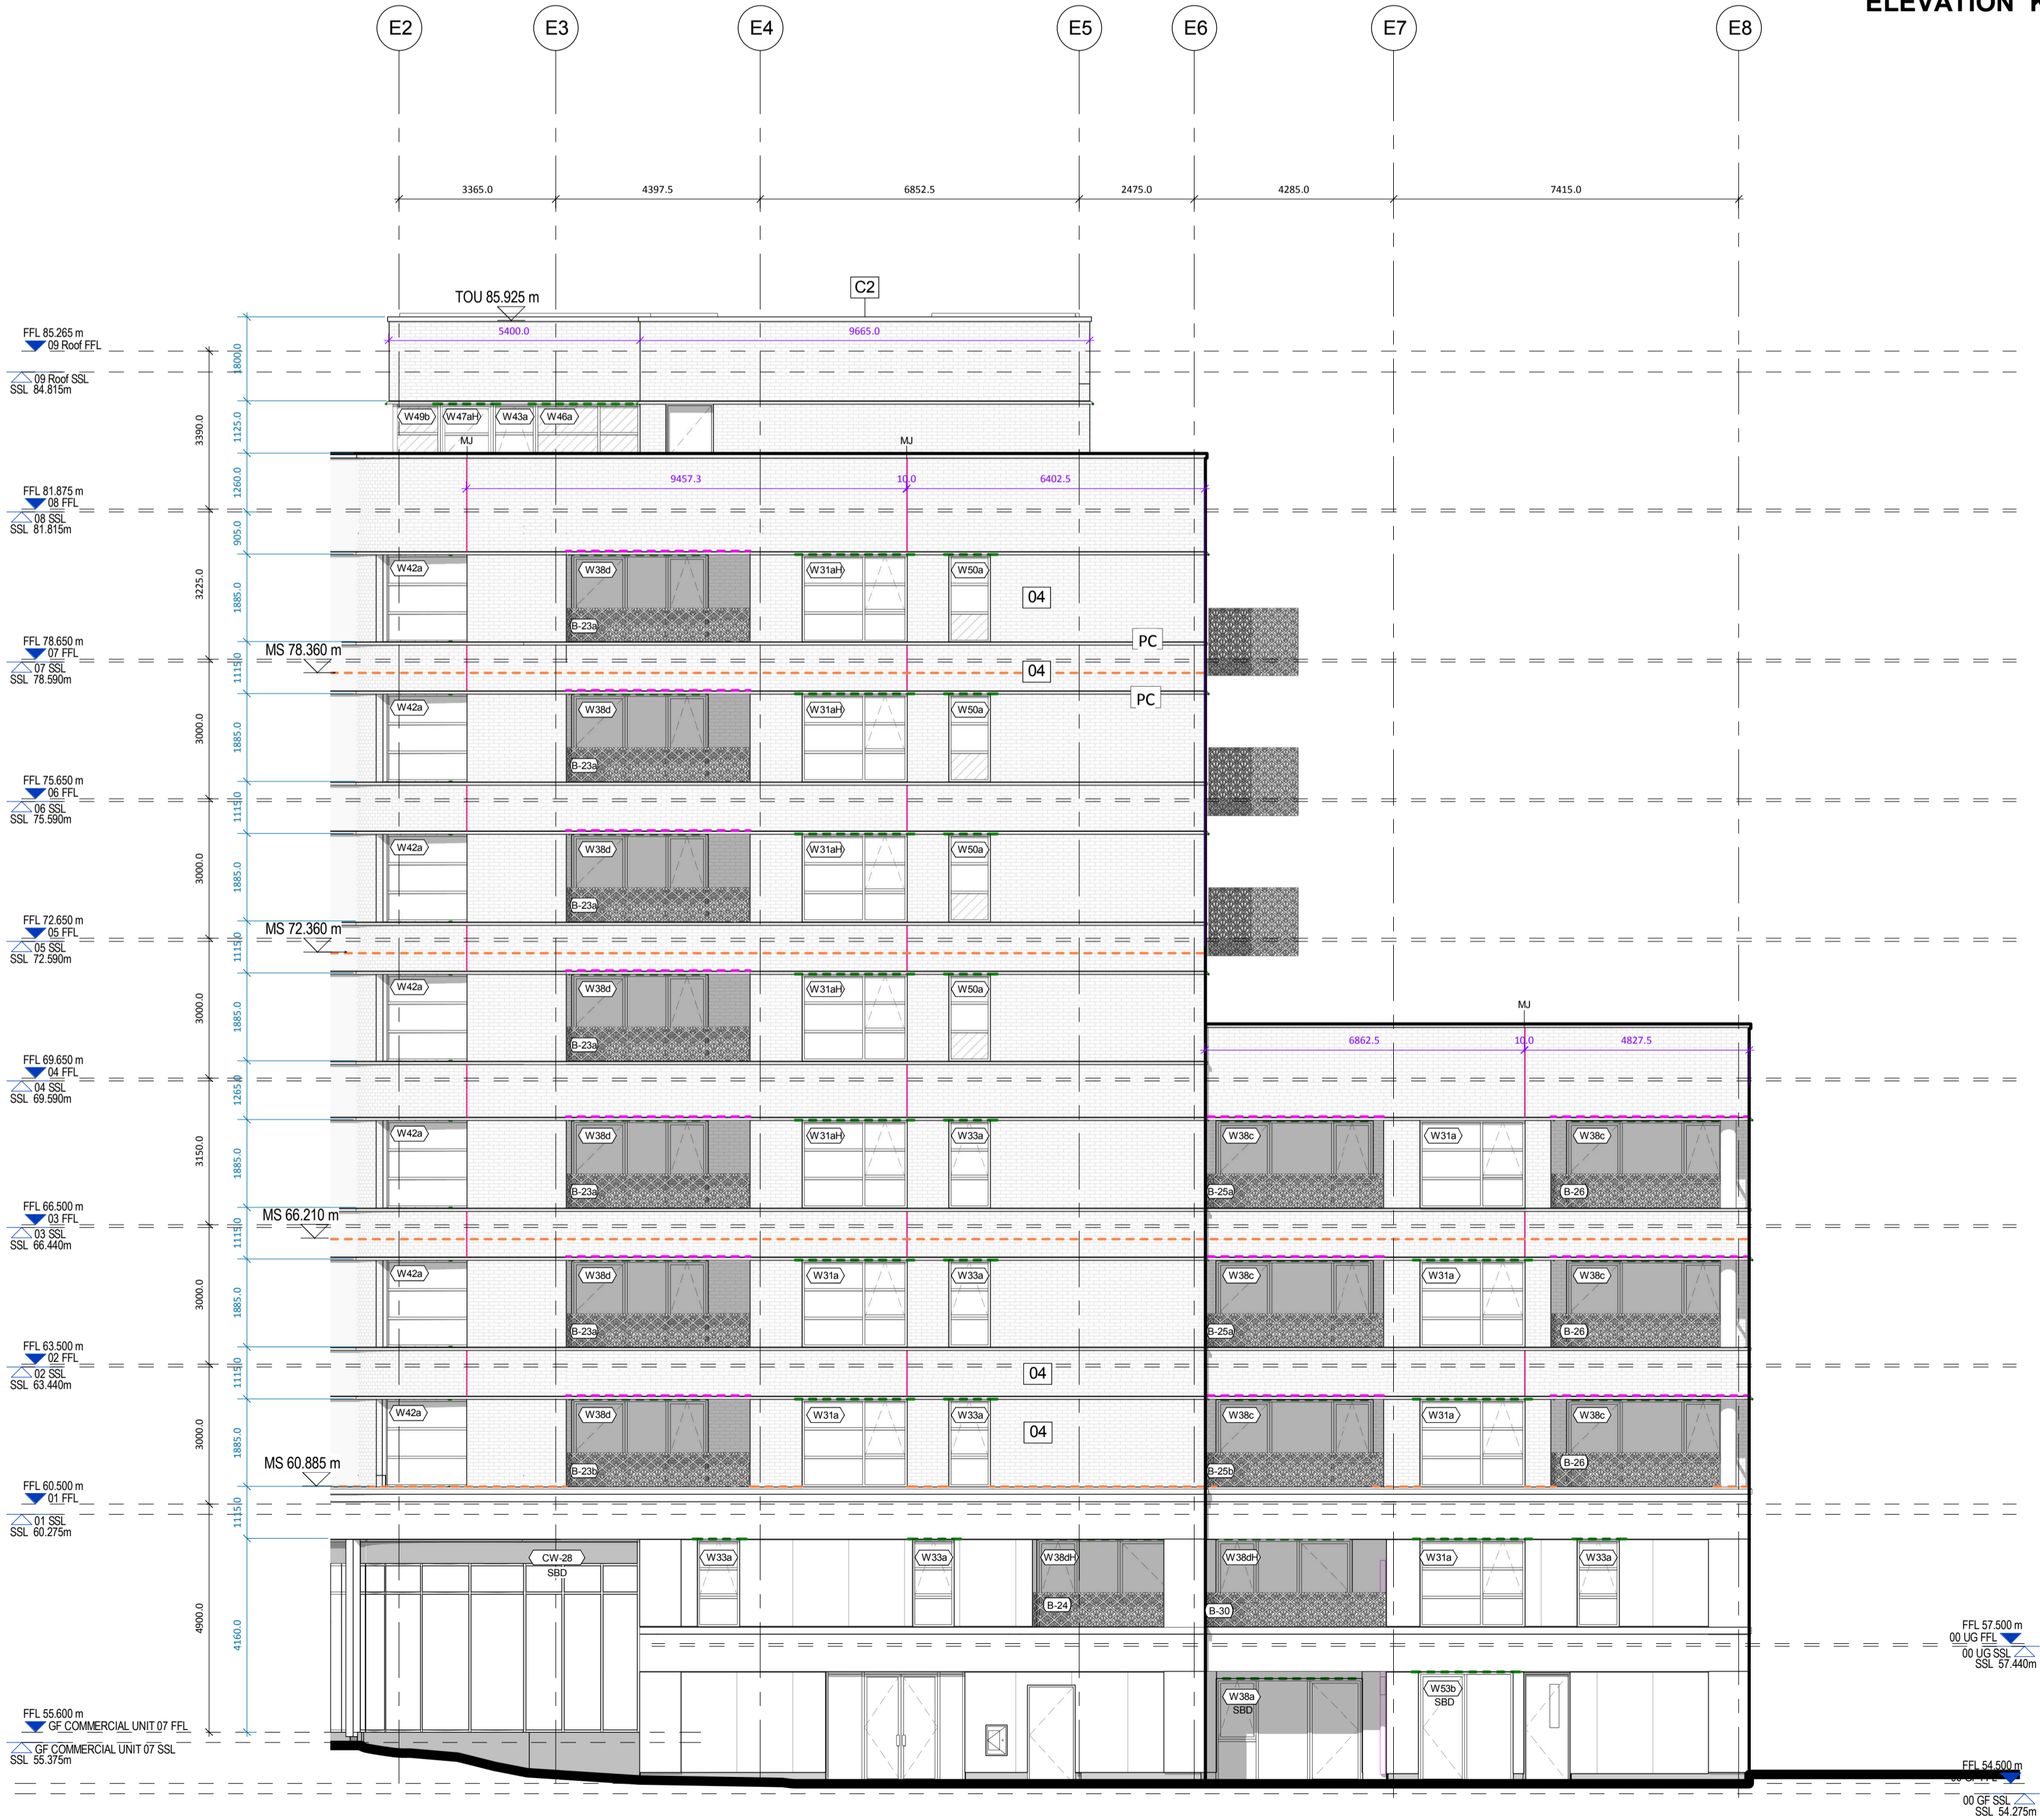 ELEVATION K
E2 E3 E4 E5 E6 E7 E8
3365.0 4397.5 6852.5 2475.0 4285.0 7415.0
C2
TOU 85.925 m
5400.0 9665.0
FFL 85.265 m
09 Roof FFL
09 Roof SSL
SSL 84.815m
1800.0
3390.0
1125.0
W49b W47aH W43a W46a
MJ MJ
9457.3 10.0 6402.5
1260.0
FFL 81.875 m
08 FFL
08 SSL
SSL 81.815m
905.0
W42a W38d W31aH W50a
3225.0
1885.0
04
B-23a
PC
FFL 78.650 m
07 FFL
07 SSL
SSL 78.590m
MS 78.360 m
1115.0
04
PC
W42a W38d W31aH W50a
3000.0
1885.0
B-23a
FFL 75.650 m
06 FFL
06 SSL
SSL 75.590m
1115.0
W42a W38d W31aH W50a
3000.0
1885.0
B-23a
FFL 72.650 m
05 FFL
05 SSL
SSL 72.590m
MS 72.360 m
1115.0
W42a W38d W31aH W50a
3000.0
1885.0
MJ
B-23a
6862.5 10.0 4827.5
FFL 69.650 m
04 FFL
04 SSL
SSL 69.590m
1265.0
W42a W38d W31aH W33a W38c W31a W38c
3150.0
1885.0
B-23a B-25a B-26
FFL 66.500 m
03 FFL
03 SSL
SSL 66.440m
MS 66.210 m
1115.0
W42a W38d W31a W33a W38c W31a W38c
3000.0
1885.0
B-23a B-25a B-26
FFL 63.500 m
02 FFL
02 SSL
SSL 63.440m
1115.0
04
W42a W38d W31a W33a W38c W31a W38c
3000.0
1885.0
04
B-23b B-25b B-26
MS 60.885 m
FFL 60.500 m
01 FFL
01 SSL
SSL 60.275m
1115.0
CW-28 W33a W33a W38dH W38dH W31a W33a
SBD
B-24 B-30
4900.0
4160.0
FFL 57.500 m
00 UG FFL
00 UG SSL
SSL 57.440m
W38a W53b
SBD SBD
FFL 55.600 m
GF COMMERCIAL UNIT 07 FFL
GF COMMERCIAL UNIT 07 SSL
SSL 55.375m
FFL 54.500 m
00 GF SSL
SSL 54.275m